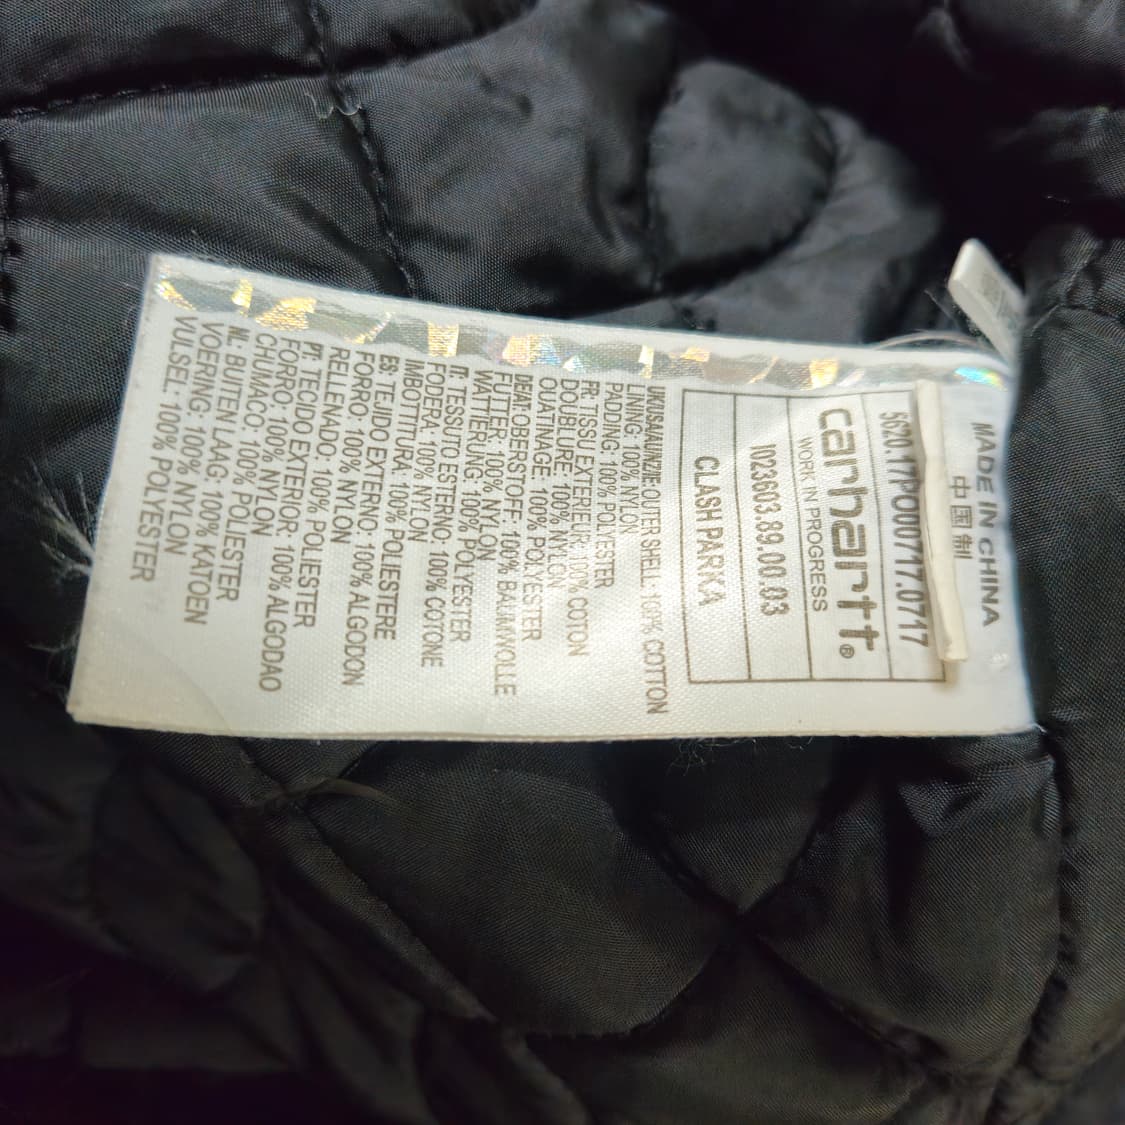 MADE IN CHINA
中国制
5620.17PO000717.0717
carhartt®
WORK IN PROGRESS
I023603.89.00.03
CLASH PARKA
UK/USA/AU/NZ/IE: OUTER SHELL: 100% COTTON
LINING: 100% NYLON
PADDING: 100% POLYESTER
FR: TISSU EXTERIEUR: 100% COTON
DOUBLURE: 100% NYLON
OUATINAGE: 100% POLYESTER
DE/AT: OBERSTOFF: 100% BAUMWOLLE
FUTTER: 100% NYLON
WATTIERUNG: 100% POLYESTER
IT: TESSUTO ESTERNO: 100% COTONE
FODERA: 100% NYLON
IMBOTTITURA: 100% POLIESTERE
ES: TEJIDO EXTERNO: 100% ALGODON
FORRO: 100% NYLON
RELLENADO: 100% POLIESTER
PT: TECIDO EXTERIOR: 100% ALGODAO
FORRO: 100% NYLON
CHUMACO: 100% POLIESTER
NL: BUITEN LAAG: 100% KATOEN
VOERING: 100% NYLON
VULSEL: 100% POLYESTER